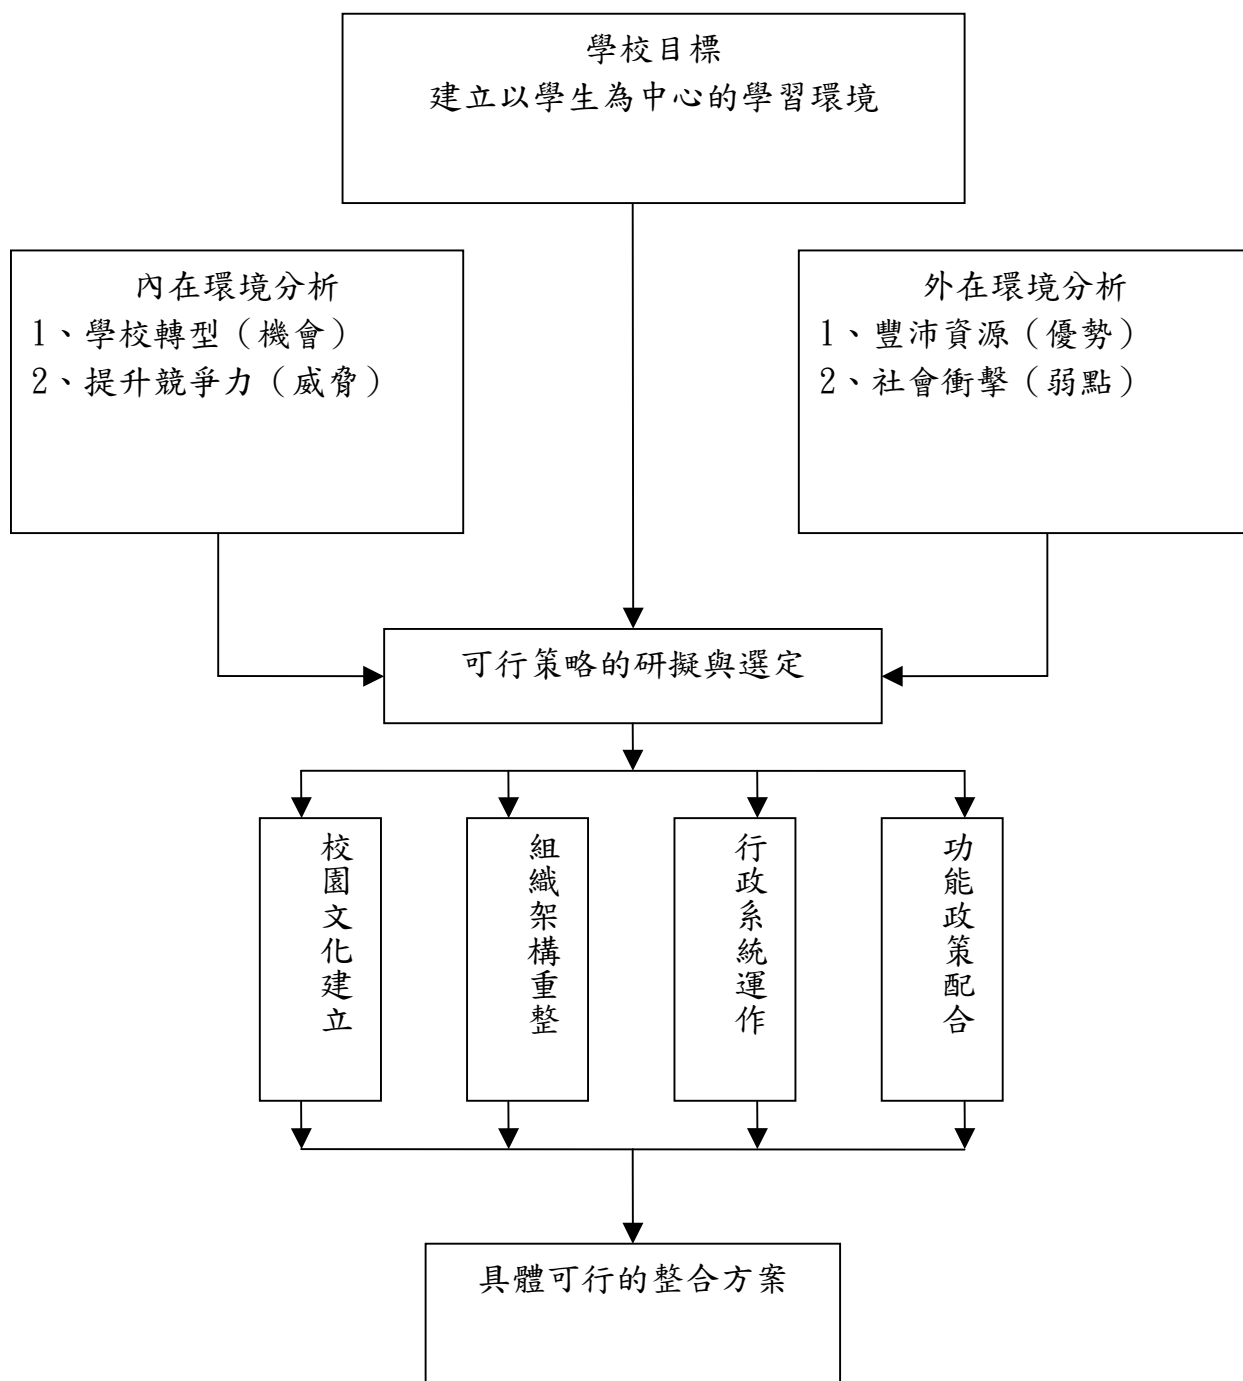 學校目標
建立以學生為中心的學習環境
內在環境分析
1、學校轉型（機會）
2、提升競爭力（威脅）
外在環境分析
1、豐沛資源（優勢）
2、社會衝擊（弱點）
可行策略的研擬與選定
校園文化建立
組織架構重整
行政系統運作
功能政策配合
具體可行的整合方案